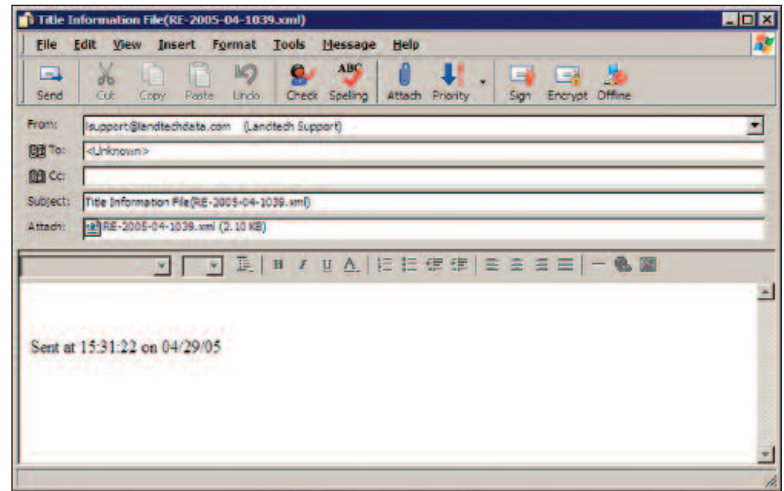 Title Information File(RE-2005-04-1039.xml)
File Edit View Insert Format Tools Message Help
ABC
Send Cut Copy Paste Undo Check Spelling Attach Priority Sign Encrypt Offline
From: lsupport@landtechdata.com (Landtech Support)
To: <Unknown>
Cc:
Subject: Title Information File(RE-2005-04-1039.xml)
Attach: RE-2005-04-1039.xml (2.10 KB)
B I U A
Sent at 15:31:22 on 04/29/05